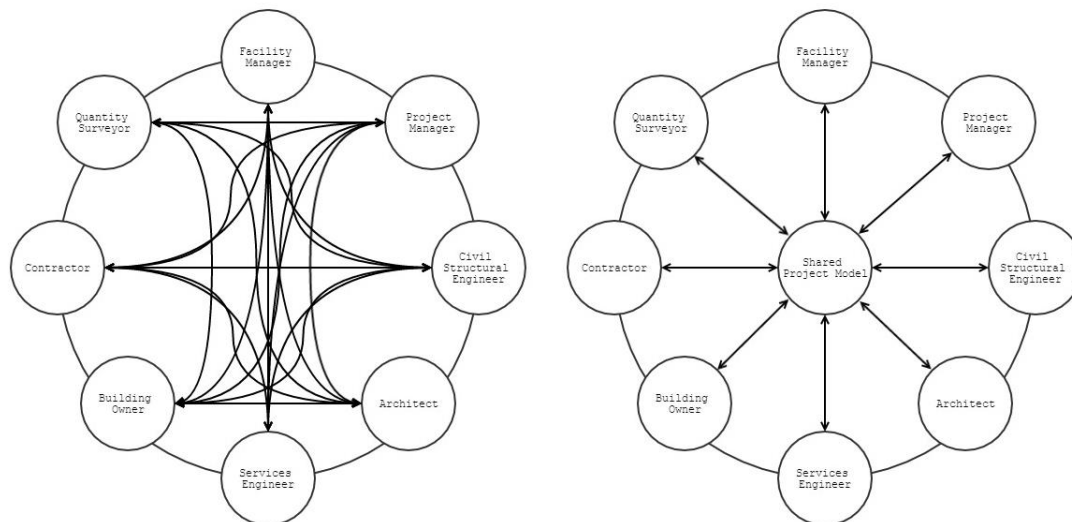 Facility
Manager
Quantity
Surveyor
Project
Manager
Contractor
Civil
Structural
Engineer
Building
Owner
Architect
Services
Engineer
Facility
Manager
Quantity
Surveyor
Project
Manager
Contractor
Shared
Project Model
Civil
Structural
Engineer
Building
Owner
Architect
Services
Engineer